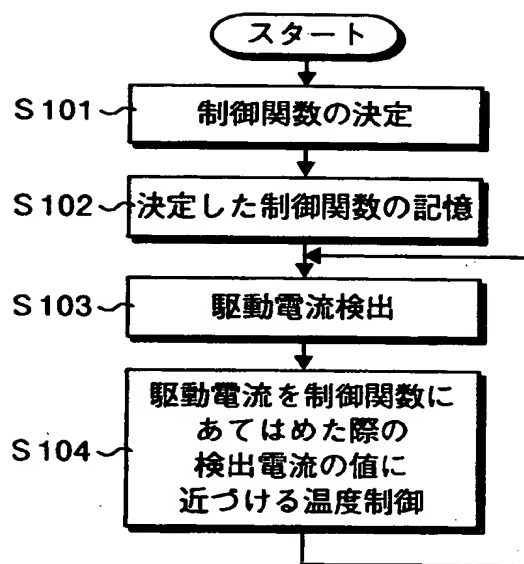 スタート
S101
制御関数の決定
S102
決定した制御関数の記憶
S103
駆動電流検出
S104
駆動電流を制御関数に
あてはめた際の
検出電流の値に
近づける温度制御